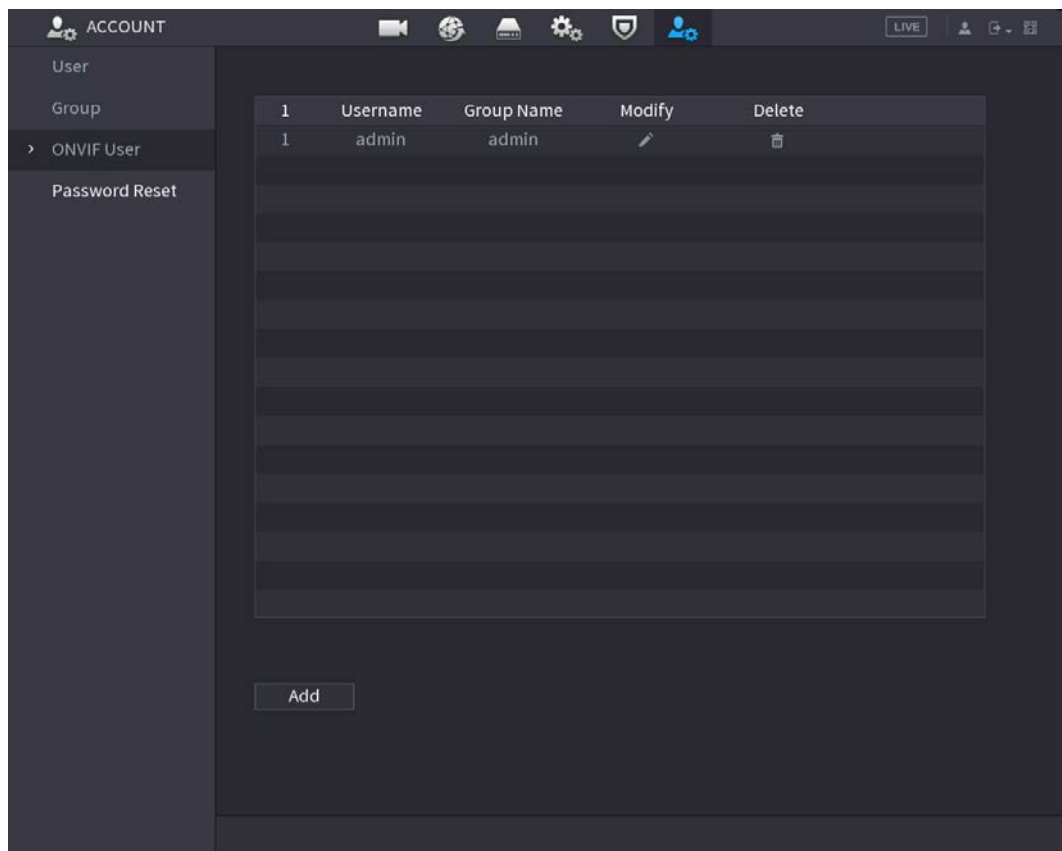 ACCOUNT LIVE
User
Group
ONVIF User
Password Reset
1 Username Group Name Modify Delete
1 admin admin
Add